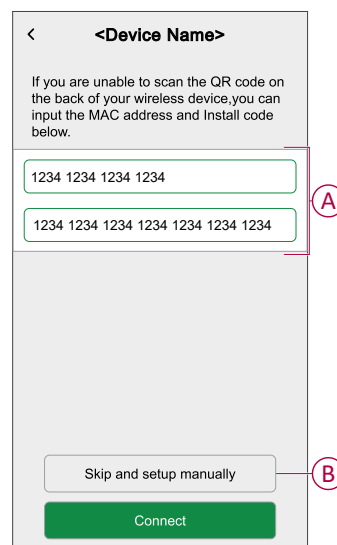 <
<Device Name>
If you are unable to scan the QR code on
the back of your wireless device,you can
input the MAC address and Install code
below.
1234 1234 1234 1234
1234 1234 1234 1234 1234 1234 1234
A
Skip and setup manually
B
Connect